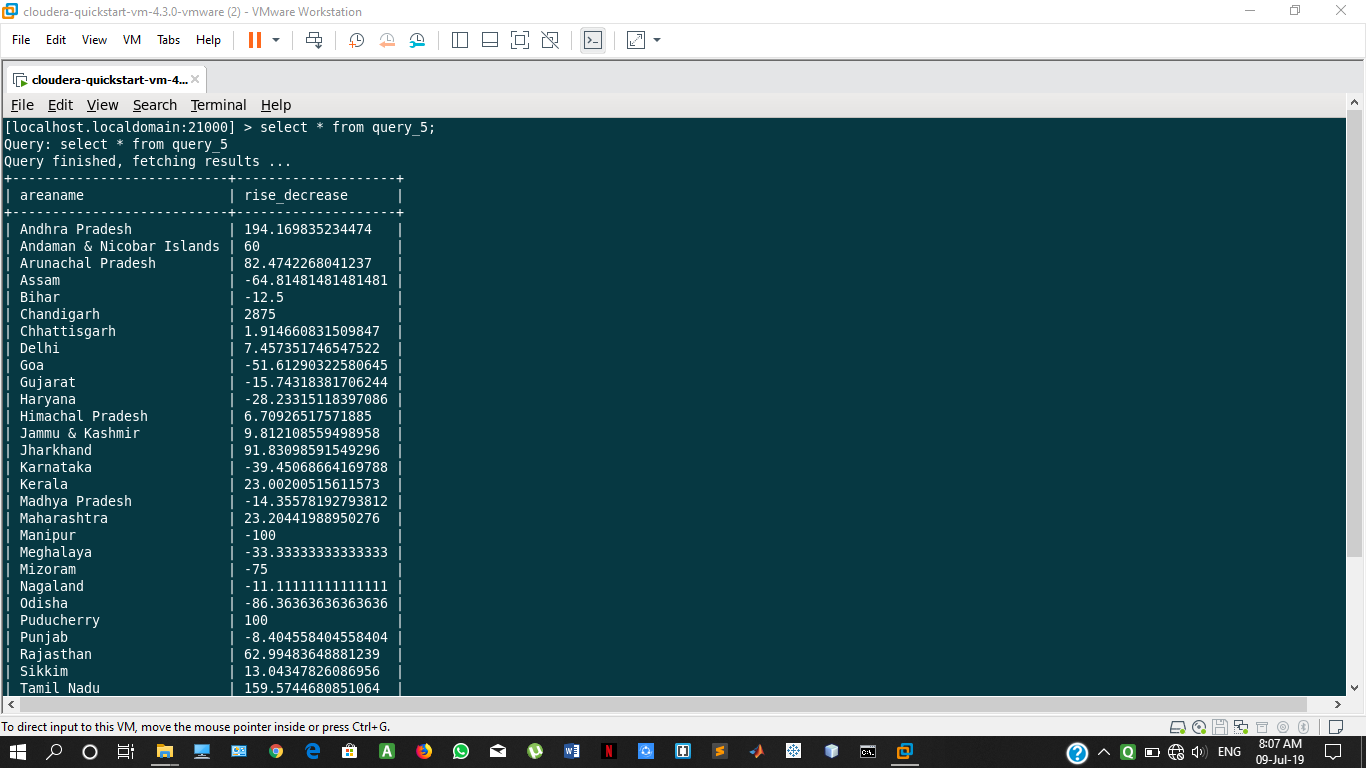 cloudera-quickstart-vm-4.3.0-vmware (2) - VMware Workstation
File Edit View VM Tabs Help
cloudera-quickstart-vm-4...
File Edit View Search Terminal Help
[localhost.localdomain:21000] > select * from query_5;
Query: select * from query_5
Query finished, fetching results ...
+---------------------------+--------------------+
| areaname                  | rise_decrease      |
+---------------------------+--------------------+
| Andhra Pradesh            | 194.169835234474   |
| Andaman & Nicobar Islands | 60                 |
| Arunachal Pradesh         | 82.4742268041237   |
| Assam                     | -64.81481481481481 |
| Bihar                     | -12.5              |
| Chandigarh                | 2875               |
| Chhattisgarh              | 1.914660831509847  |
| Delhi                     | 7.457351746547522  |
| Goa                       | -51.61290322580645 |
| Gujarat                   | -15.74318381706244 |
| Haryana                   | -28.23315118397086 |
| Himachal Pradesh          | 6.70926517571885   |
| Jammu & Kashmir           | 9.812108559498958  |
| Jharkhand                 | 91.83098591549296  |
| Karnataka                 | -39.45068664169788 |
| Kerala                    | 23.00200515611573  |
| Madhya Pradesh            | -14.35578192793812 |
| Maharashtra               | 23.20441988950276  |
| Manipur                   | -100               |
| Meghalaya                 | -33.33333333333333 |
| Mizoram                   | -75                |
| Nagaland                  | -11.11111111111111 |
| Odisha                    | -86.36363636363636 |
| Puducherry                | 100                |
| Punjab                    | -8.404558404558404 |
| Rajasthan                 | 62.99483648881239  |
| Sikkim                    | 13.04347826086956  |
| Tamil Nadu                | 159.5744680851064  |
To direct input to this VM, move the mouse pointer inside or press Ctrl+G.
ENG
8:07 AM
09-Jul-19